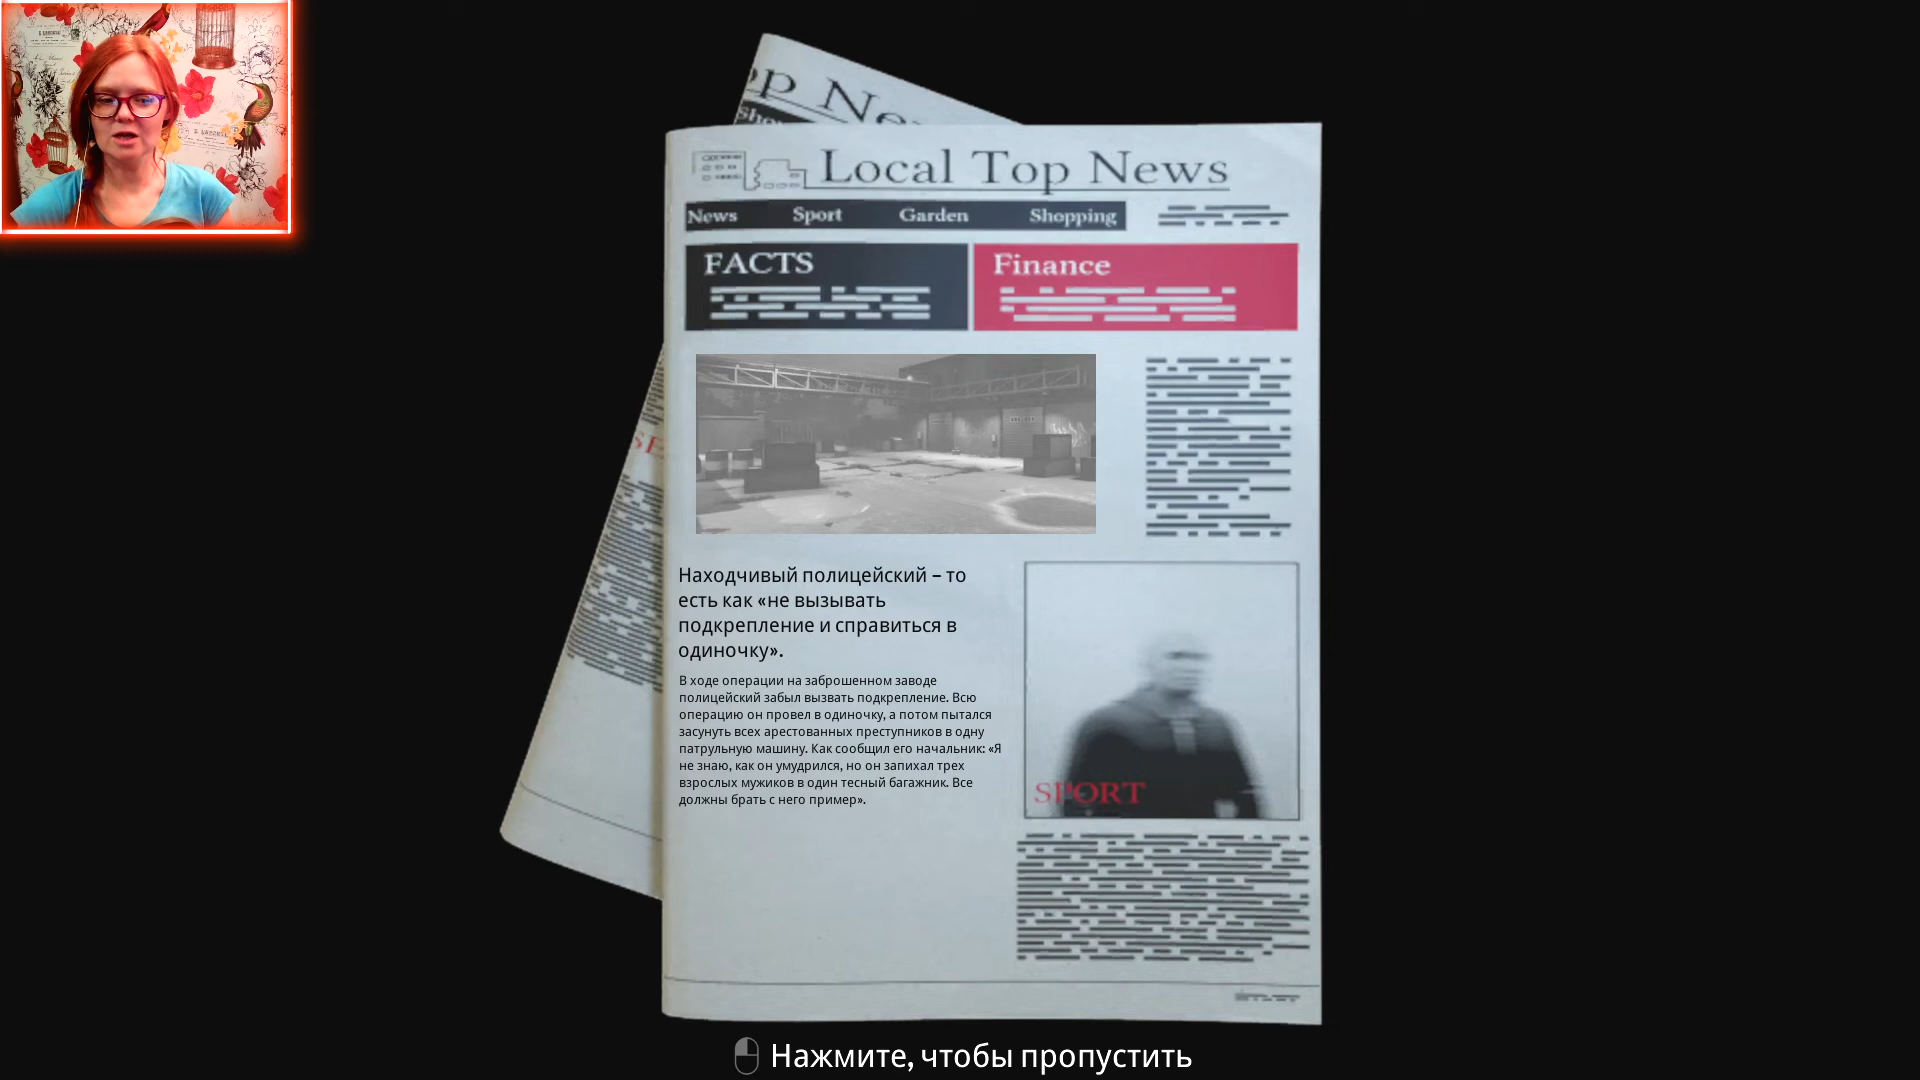 Local Top News
News Sport Garden Shopping
FACTS
Finance
Находчивый полицейский – то
есть как «не вызывать
подкрепление и справиться в
одиночку».
В ходе операции на заброшенном заводе
полицейский забыл вызвать подкрепление. Всю
операцию он провел в одиночку, а потом пытался
засунуть всех арестованных преступников в одну
патрульную машину. Как сообщил его начальник: «Я
не знаю, как он умудрился, но он запихал трех
взрослых мужиков в один тесный багажник. Все
должны брать с него пример».
SPORT
Нажмите, чтобы пропустить